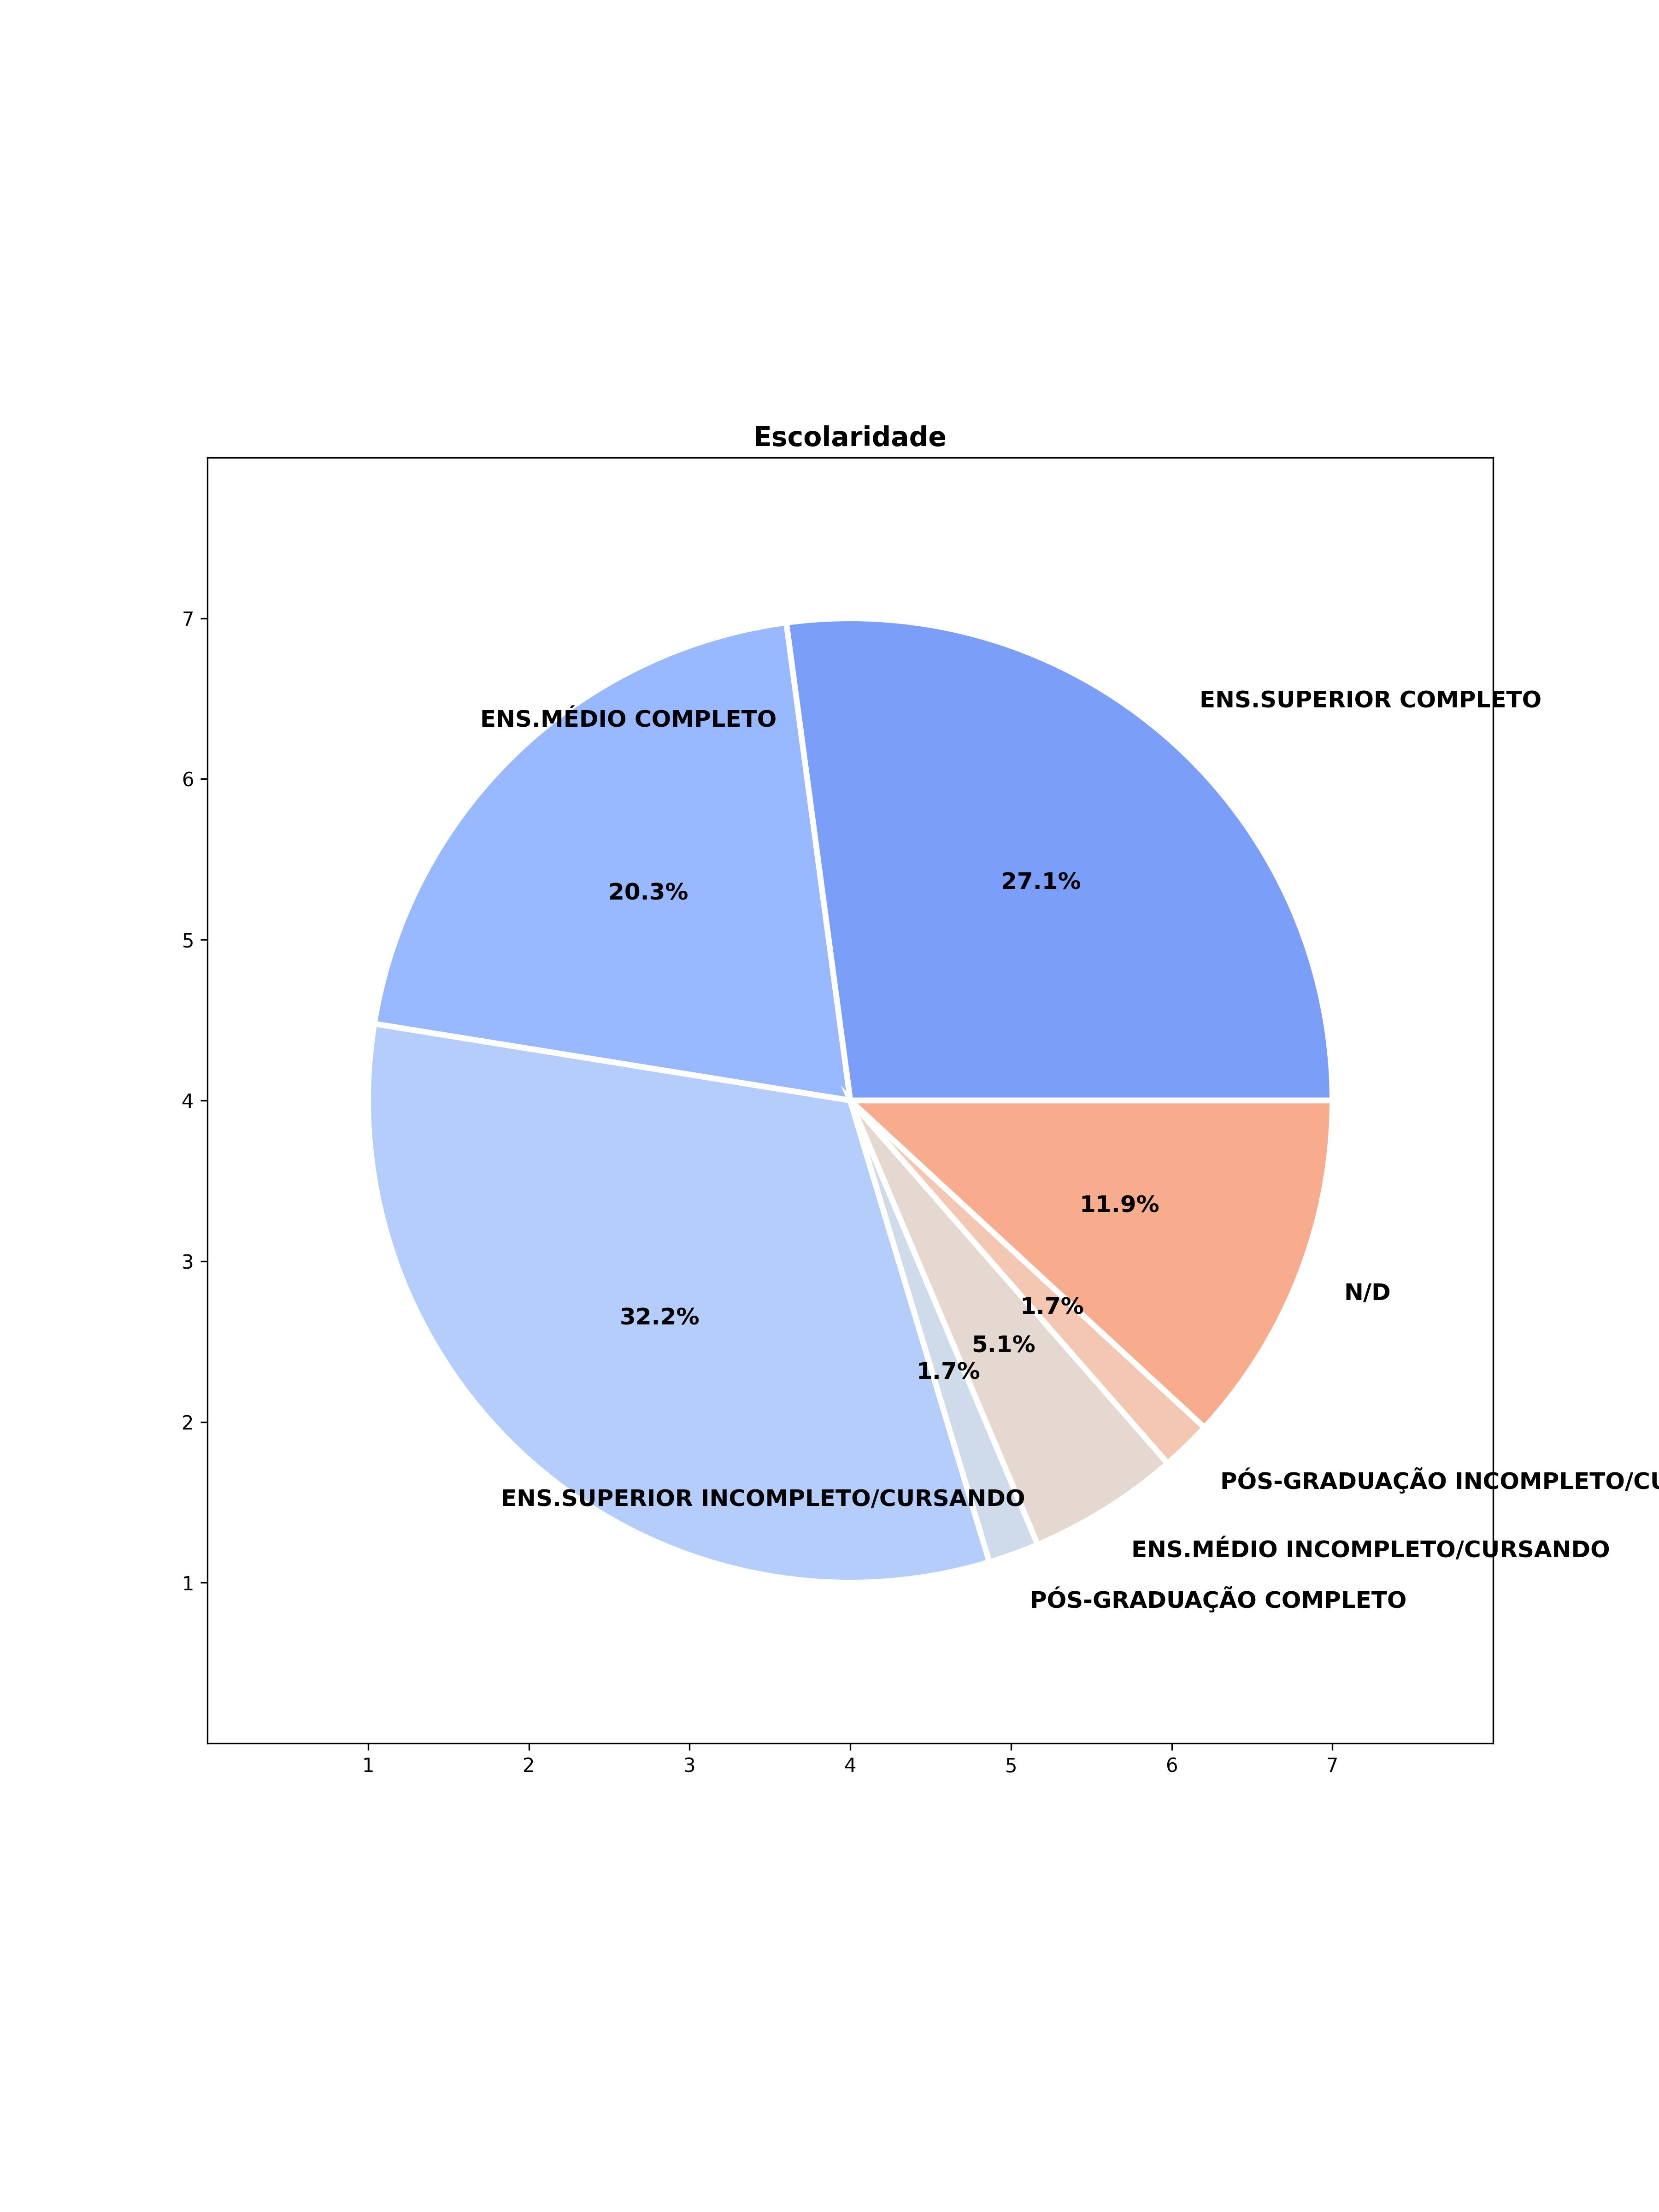 Escolaridade
7
ENS.SUPERIOR COMPLETO
ENS.MÉDIO COMPLETO
6
27.1%
20.3%
5
4
11.9%
3
N/D
1.7%
32.2%
5.1%
1.7%
2
PÓS-GRADUAÇÃO INCOMPLETO/CU
ENS.SUPERIOR INCOMPLETO/CURSANDO
ENS.MÉDIO INCOMPLETO/CURSANDO
1
PÓS-GRADUAÇÃO COMPLETO
1 2 3 4 5 6 7